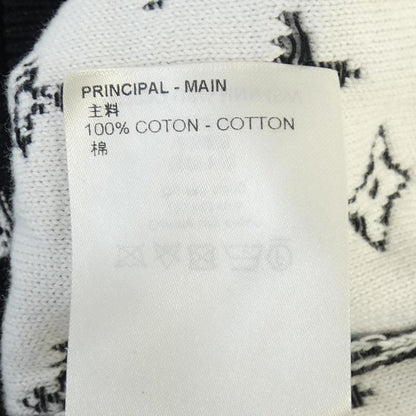 PRINCIPAL - MAIN
主料
100% COTON - COTTON
棉